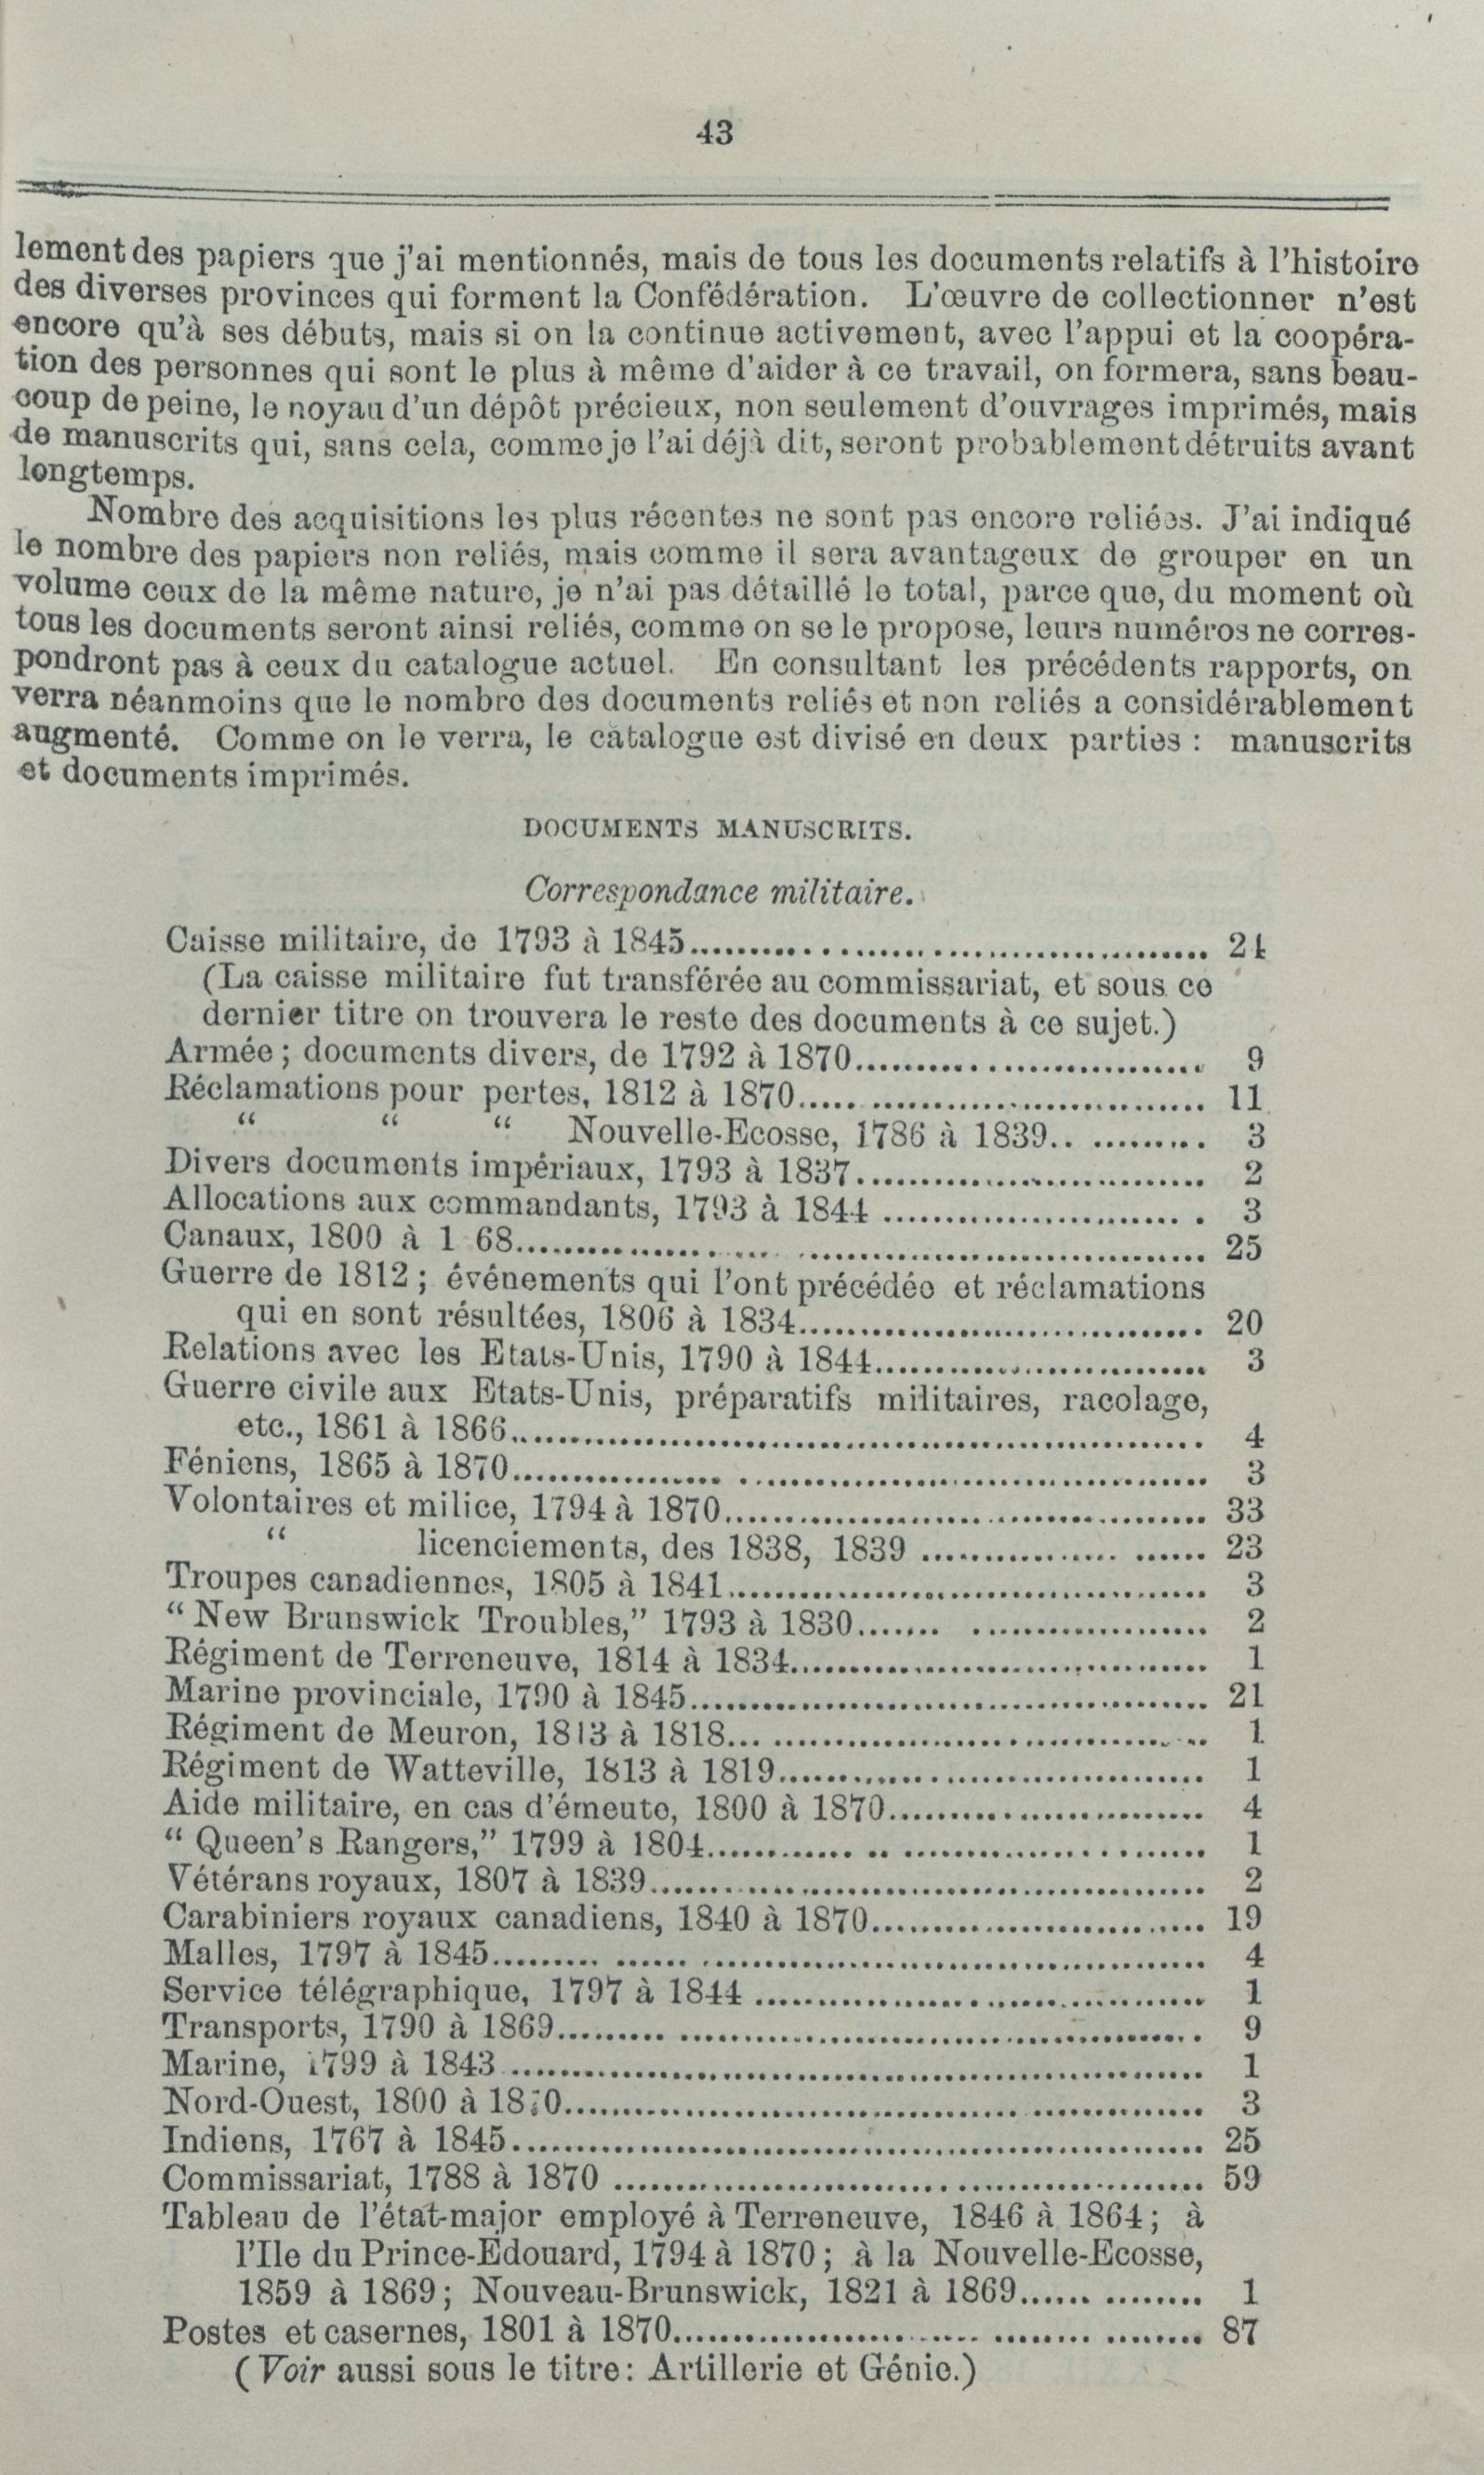 43
lement des papiers que j'ai mentionnés, mais de tous les documents relatifs à l'histoire
des diverses provinces qui forment la Confédération. L'œuvre de collectionner n'est
encore qu'à ses débuts, mais si on la continue activement, avec l'appui et la coopéra-
tion des personnes qui sont le plus à même d'aider à ce travail, on formera, sans beau-
coup de peine, le noyau d'un dépôt précieux, non seulement d'ouvrages imprimés, mais
de manuscrits qui, sans cela, comme je l'ai déjà dit, seront probablement détruits avant
longtemps.
Nombre des acquisitions les plus récentes ne sont pas encore reliées. J'ai indiqué
le nombre des papiers non reliés, mais comme il sera avantageux de grouper en un
volume ceux de la même nature, je n'ai pas détaillé le total, parce que, du moment où
tous les documents seront ainsi reliés, comme on se le propose, leurs numéros ne corres-
pondront pas à ceux du catalogue actuel. En consultant les précédents rapports, on
verra néanmoins que le nombre des documents reliés et non reliés a considérablement
augmenté. Comme on le verra, le catalogue est divisé en deux parties : manuscrits
et documents imprimés.
DOCUMENTS MANUSCRITS.
Correspondance militaire.
Caisse militaire, de 1793 à 1845.......... 24
(La caisse militaire fut transférée au commissariat, et sous ce
dernier titre on trouvera le reste des documents à ce sujet.)
Armée ; documents divers, de 1792 à 1870.......... 9
Réclamations pour pertes, 1812 à 1870.......... 11
“ “ “ Nouvelle-Ecosse, 1786 à 1839.......... 3
Divers documents impériaux, 1793 à 1837.......... 2
Allocations aux commandants, 1793 à 1844.......... 3
Canaux, 1800 à 1 68.......... 25
Guerre de 1812 ; événements qui l'ont précédée et réclamations
qui en sont résultées, 1806 à 1834.......... 20
Relations avec les Etats-Unis, 1790 à 1844.......... 3
Guerre civile aux Etats-Unis, préparatifs militaires, racolage,
etc., 1861 à 1866.......... 4
Féniens, 1865 à 1870.......... 3
Volontaires et milice, 1794 à 1870.......... 33
“ licenciements, des 1838, 1839.......... 23
Troupes canadiennes, 1805 à 1841.......... 3
“ New Brunswick Troubles,” 1793 à 1830.......... 2
Régiment de Terreneuve, 1814 à 1834.......... 1
Marine provinciale, 1790 à 1845.......... 21
Régiment de Meuron, 1813 à 1818.......... 1
Régiment de Watteville, 1813 à 1819.......... 1
Aide militaire, en cas d'émeute, 1800 à 1870.......... 4
“ Queen's Rangers,” 1799 à 1804.......... 1
Vétérans royaux, 1807 à 1839.......... 2
Carabiniers royaux canadiens, 1840 à 1870.......... 19
Malles, 1797 à 1845.......... 4
Service télégraphique, 1797 à 1844.......... 1
Transports, 1790 à 1869.......... 9
Marine, 1799 à 1843.......... 1
Nord-Ouest, 1800 à 1870.......... 3
Indiens, 1767 à 1845.......... 25
Commissariat, 1788 à 1870.......... 59
Tableau de l'état-major employé à Terreneuve, 1846 à 1864 ; à
l'Ile du Prince-Edouard, 1794 à 1870 ; à la Nouvelle-Ecosse,
1859 à 1869 ; Nouveau-Brunswick, 1821 à 1869.......... 1
Postes et casernes, 1801 à 1870.......... 87
(Voir aussi sous le titre : Artillerie et Génie.)